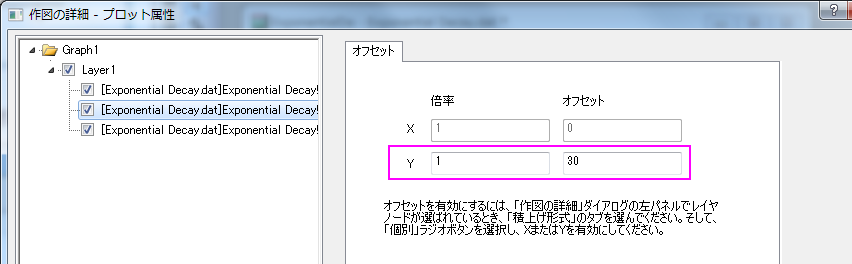 作図の詳細 - プロット属性
Graph1
Layer1
[Exponential Decay.dat]Exponential Decay!
[Exponential Decay.dat]Exponential Decay!
[Exponential Decay.dat]Exponential Decay!
オフセット
倍率 オフセット
X 1 0
Y 1 30
オフセットを有効にするには、「作図の詳細」ダイアログの左パネルでレイヤ
ノードが選ばれているとき、「積上げ形式」のタブを選んでください。そして、
「個別」ラジオボタンを選択し、XまたはYを有効にしてください。